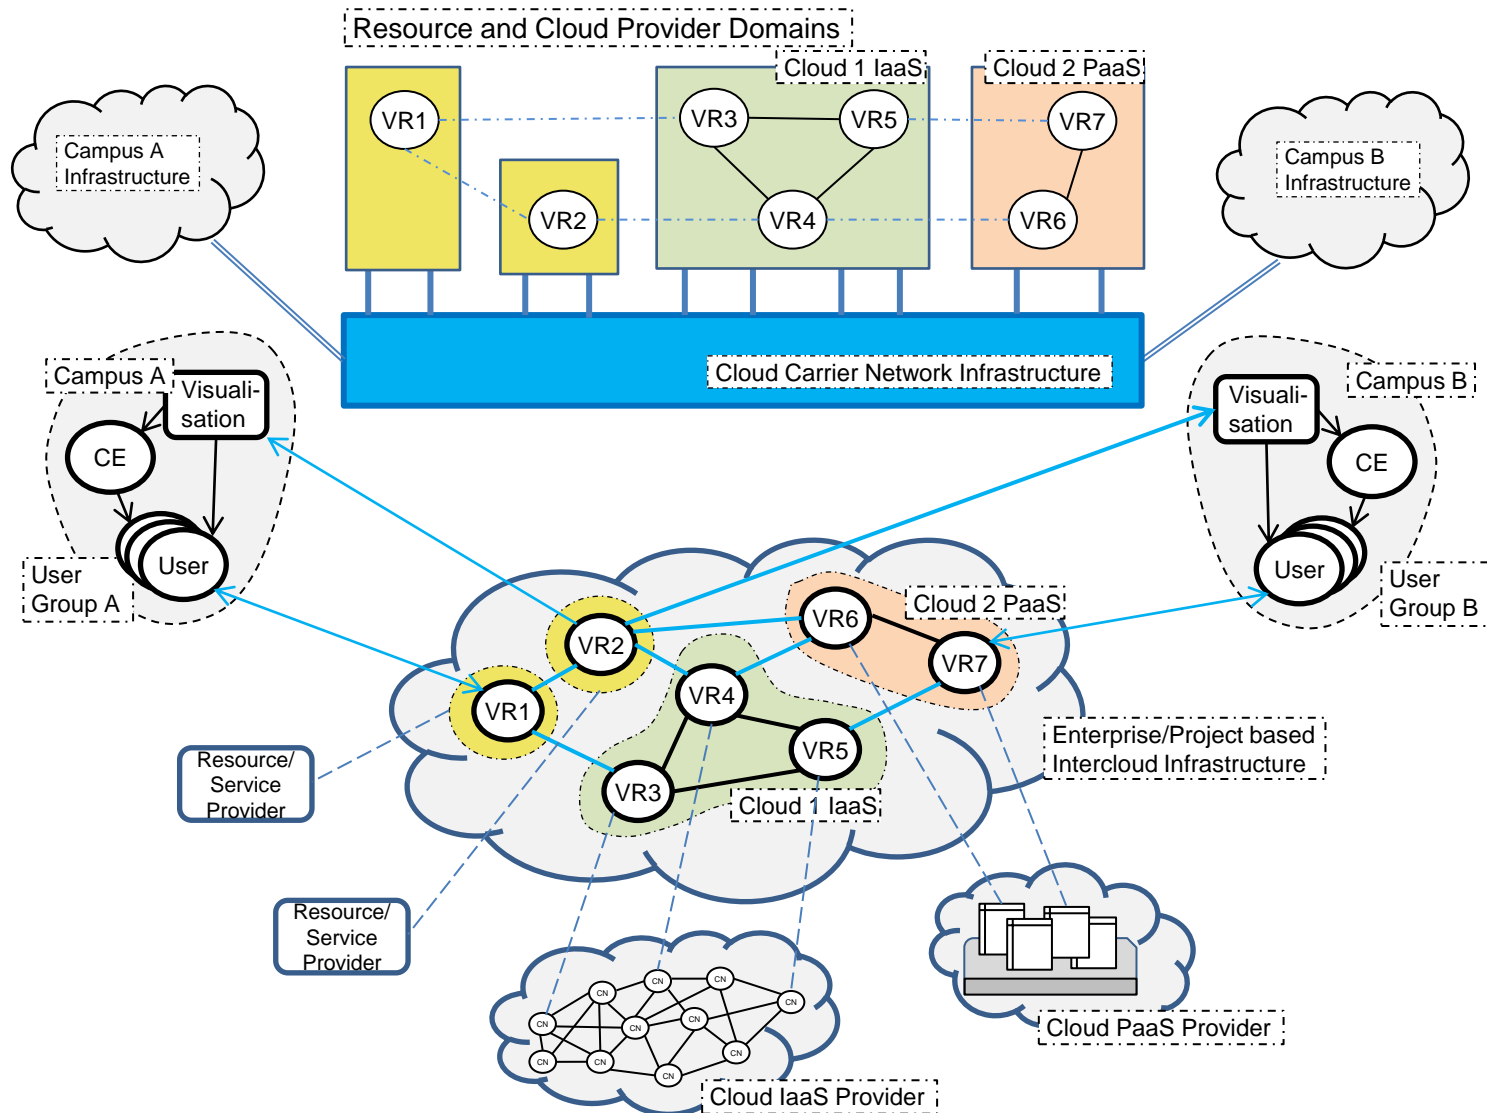 Resource and Cloud Provider Domains
Cloud 1 IaaS
Cloud 2 PaaS
VR1
VR3
VR5
VR7
VR2
VR4
VR6
Campus A
Infrastructure
Campus B
Infrastructure
Cloud Carrier Network Infrastructure
Campus A
Visuali-
sation
CE
User
User
Group A
Campus B
Visuali-
sation
CE
User
User
Group B
Cloud 2 PaaS
VR6
VR2
VR7
VR4
VR1
VR5
VR3
Cloud 1 IaaS
Enterprise/Project based
Intercloud Infrastructure
Resource/
Service
Provider
Resource/
Service
Provider
CN
CN
CN
CN
CN
CN
CN
CN
CN
CN
CN
CN
Cloud PaaS Provider
Cloud IaaS Provider